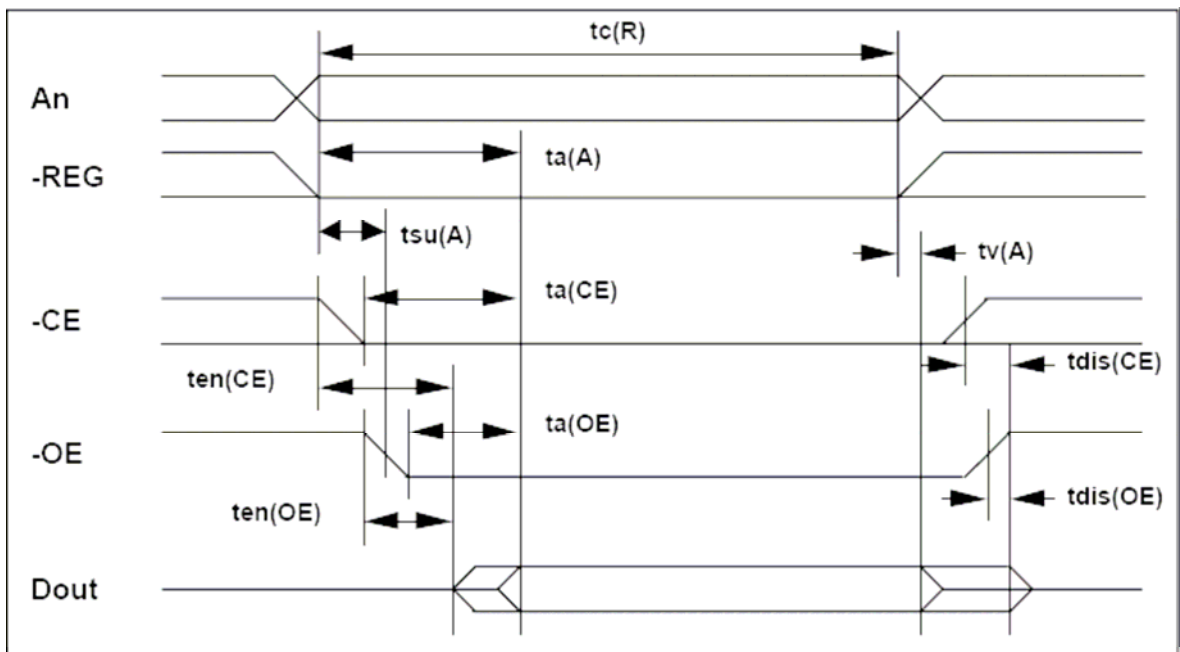 tc(R)
An
ta(A)
-REG
tsu(A)
tv(A)
ta(CE)
-CE
tdis(CE)
ten(CE)
ta(OE)
-OE
tdis(OE)
ten(OE)
Dout